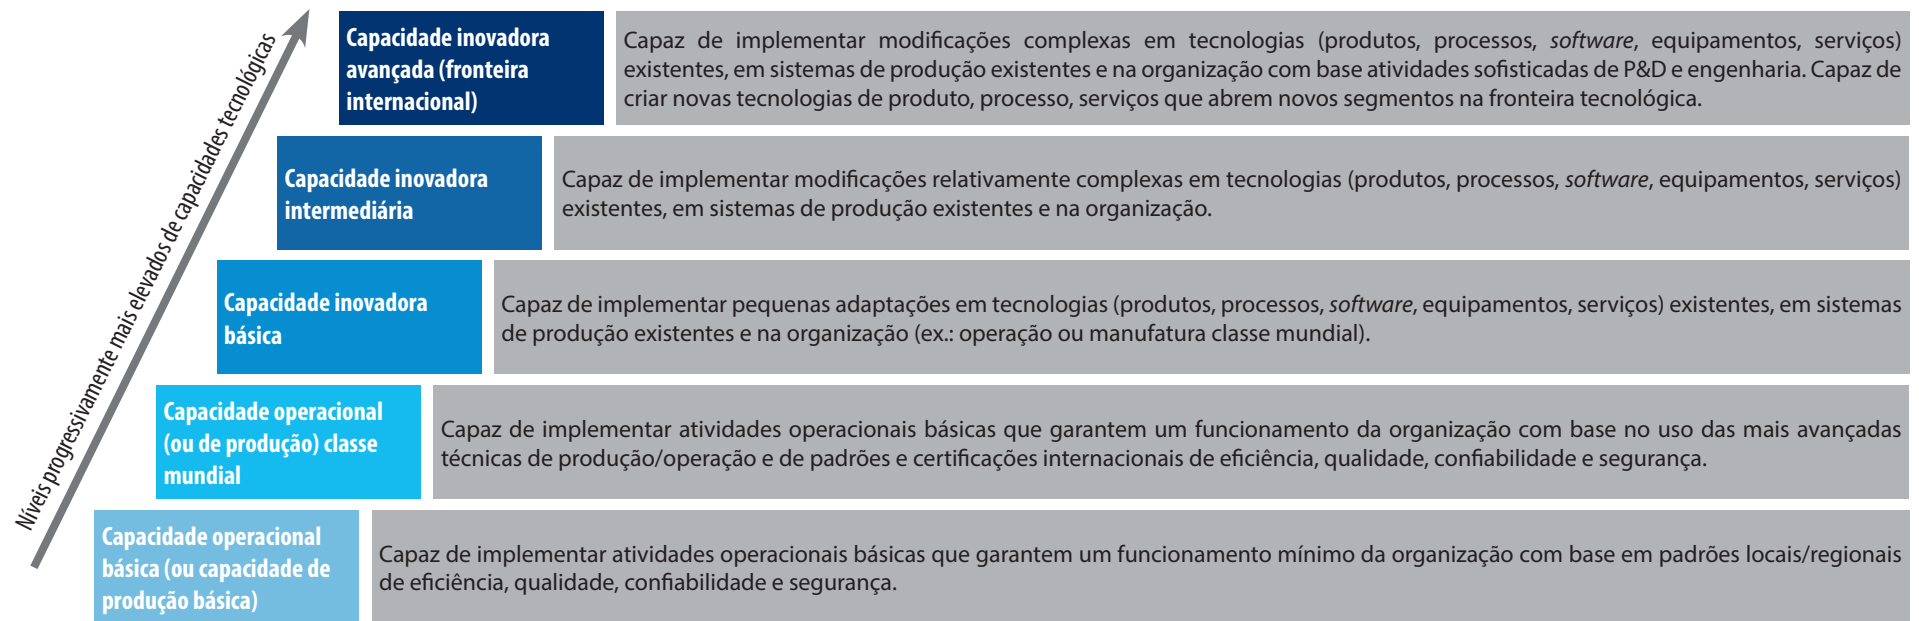 Níveis progressivamente mais elevados de capacidades tecnológicas
Capacidade inovadora
avançada (fronteira
internacional)
Capaz de implementar modificações complexas em tecnologias (produtos, processos, software, equipamentos, serviços)
existentes, em sistemas de produção existentes e na organização com base atividades sofisticadas de P&D e engenharia. Capaz de
criar novas tecnologias de produto, processo, serviços que abrem novos segmentos na fronteira tecnológica.
Capacidade inovadora
intermediária
Capaz de implementar modificações relativamente complexas em tecnologias (produtos, processos, software, equipamentos, serviços)
existentes, em sistemas de produção existentes e na organização.
Capacidade inovadora
básica
Capaz de implementar pequenas adaptações em tecnologias (produtos, processos, software, equipamentos, serviços) existentes, em sistemas
de produção existentes e na organização (ex.: operação ou manufatura classe mundial).
Capacidade operacional
(ou de produção) classe
mundial
Capaz de implementar atividades operacionais básicas que garantem um funcionamento da organização com base no uso das mais avançadas
técnicas de produção/operação e de padrões e certificações internacionais de eficiência, qualidade, confiabilidade e segurança.
Capacidade operacional
básica (ou capacidade de
produção básica)
Capaz de implementar atividades operacionais básicas que garantem um funcionamento mínimo da organização com base em padrões locais/regionais
de eficiência, qualidade, confiabilidade e segurança.